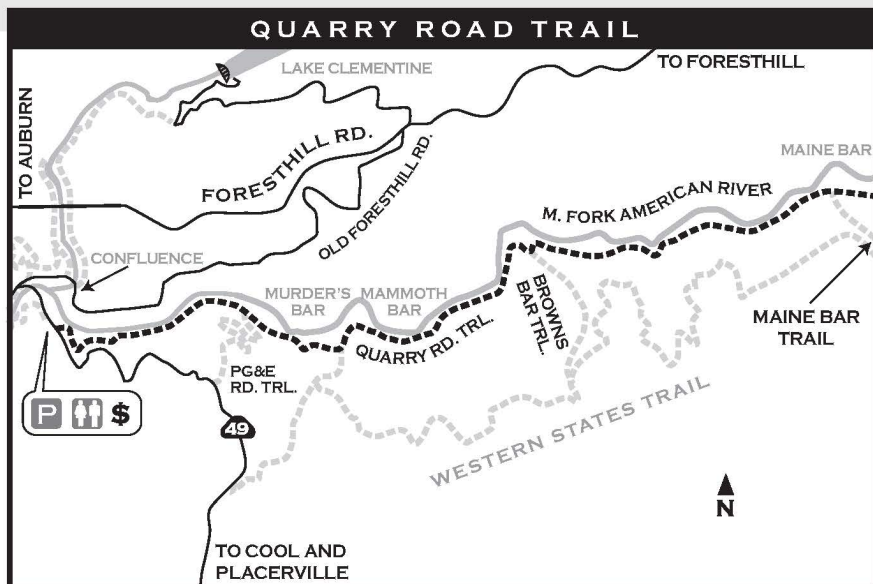 QUARRY ROAD TRAIL
LAKE CLEMENTINE
TO FORESTHILL
TO AUBURN
FORESTHILL RD.
OLD FORESTHILL RD.
MAINE BAR
M. FORK AMERICAN RIVER
CONFLUENCE
MURDER'S
BAR
MAMMOTH
BAR
QUARRY RD. TRL.
BROWNS
BAR TRL.
MAINE BAR
TRAIL
PG&E
RD. TRL.
P $
49
WESTERN STATES TRAIL
N
TO COOL AND
PLACERVILLE